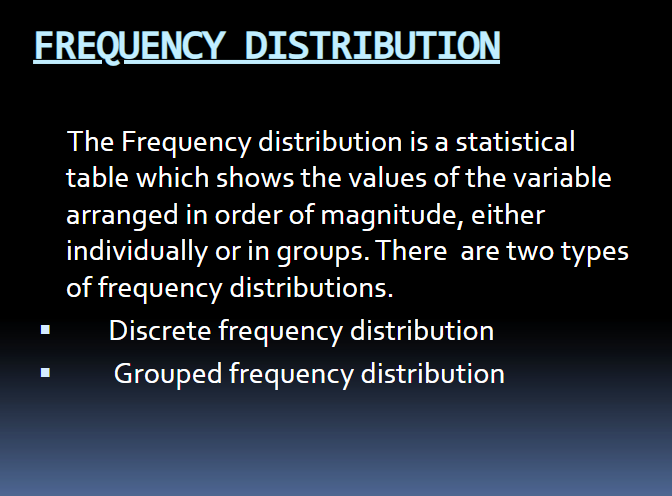 FREQUENCY DISTRIBUTION
The Frequency distribution is a statistical
table which shows the values of the variable
arranged in order of magnitude, either
individually or in groups. There  are two types
of frequency distributions.
Discrete frequency distribution
Grouped frequency distribution